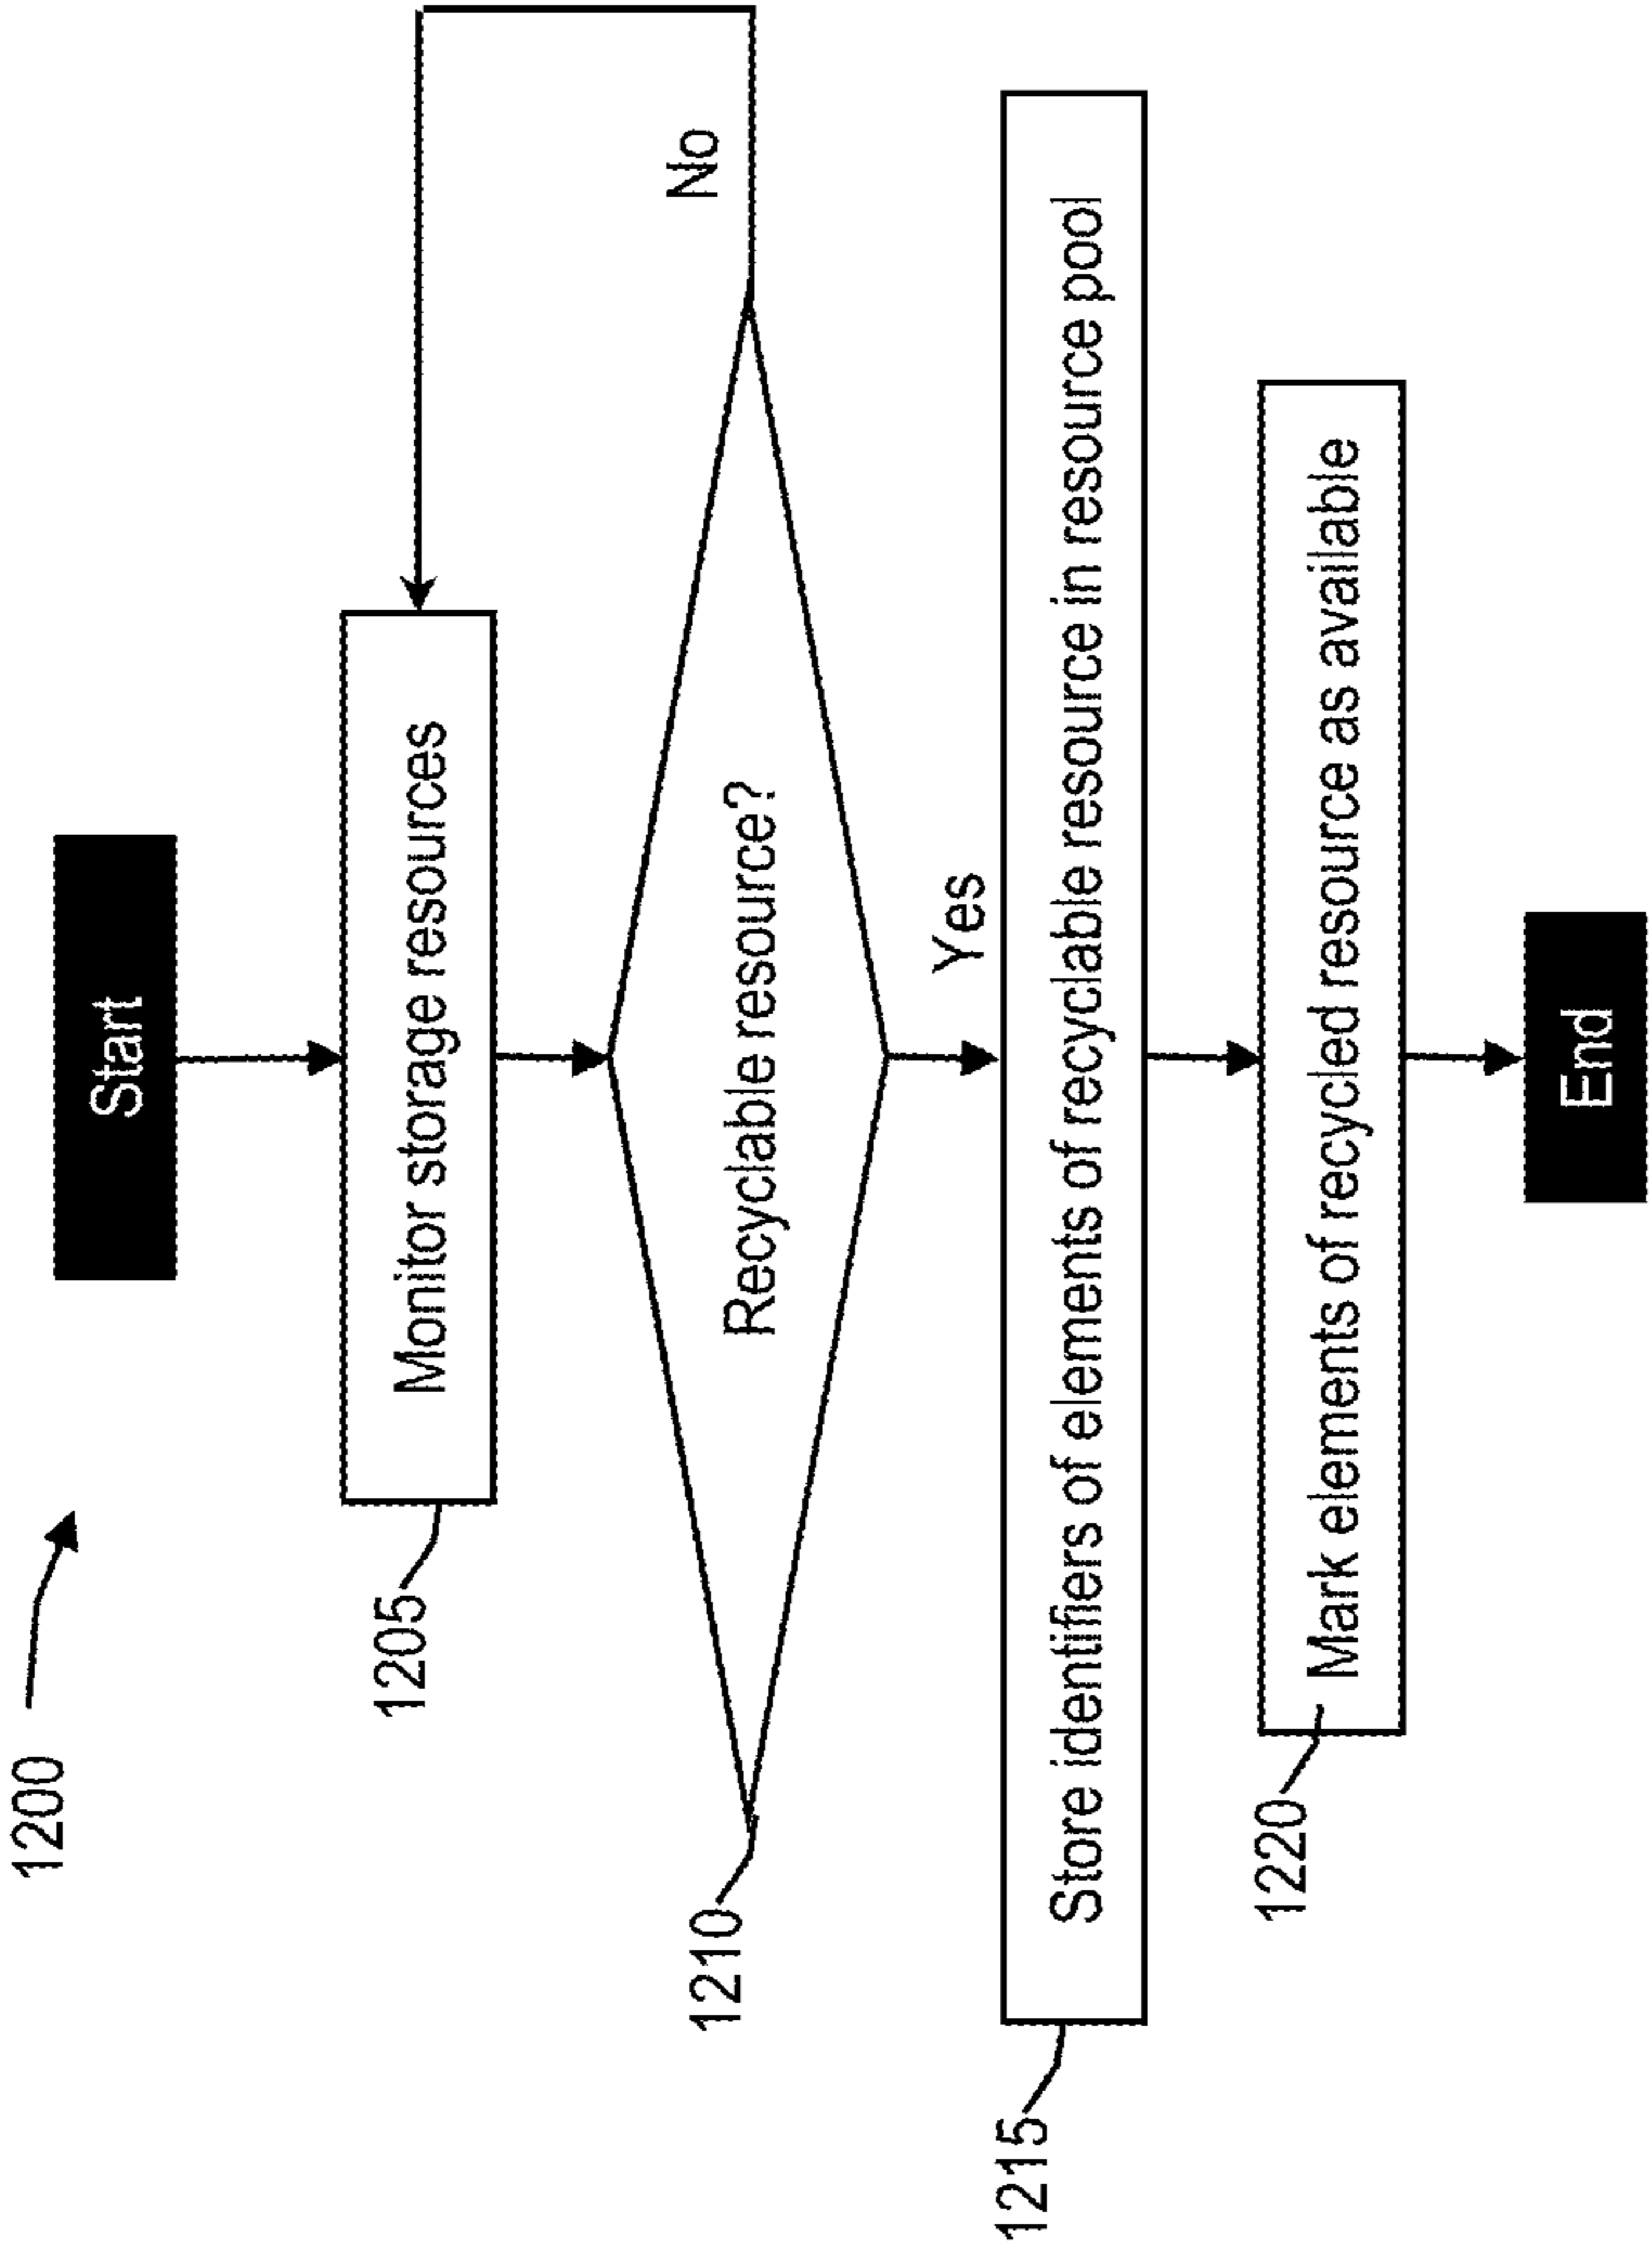 1200
Start
Monitor storage resources
1205
No
Recyclable resource?
1210
Yes
Store identifiers of elements of recyclable resource in resource pool
1215
Mark elements of recycled resource as available
1220
End